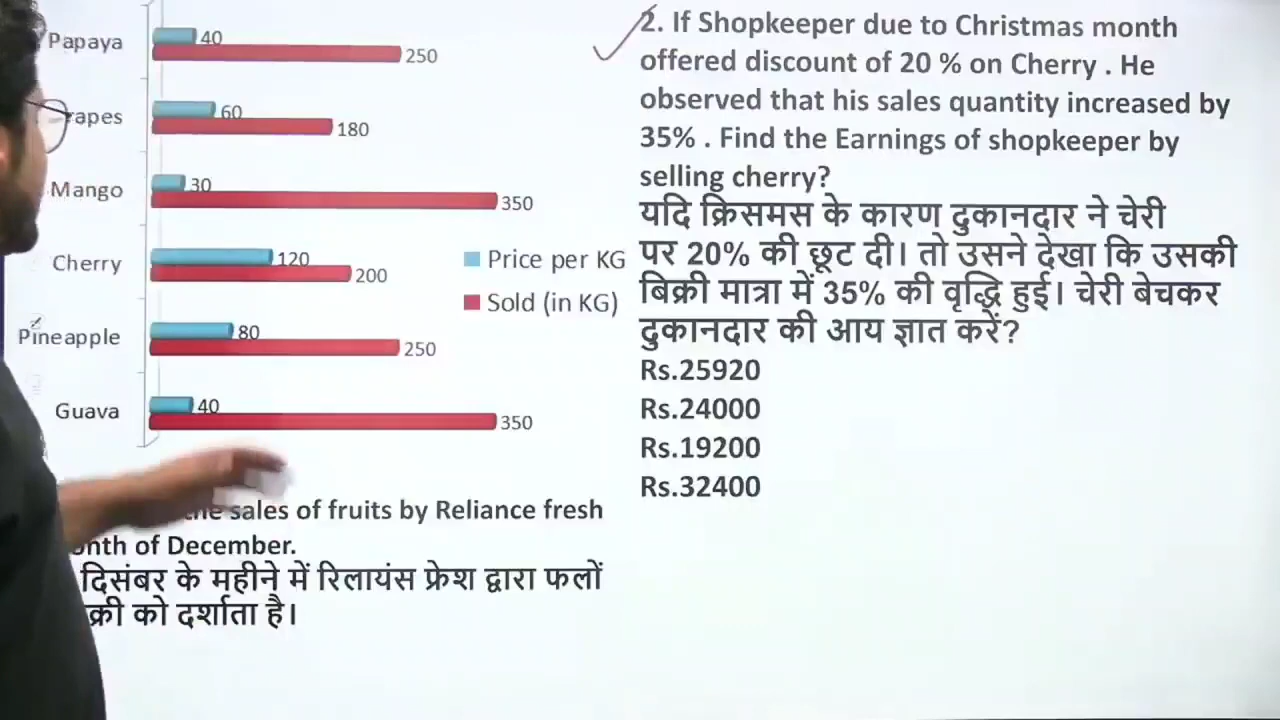 Papaya
40
250
rapes
60
180
Mango
30
350
Cherry
120
200
Price per KG
Sold (in KG)
Pineapple
80
250
Guava
40
350
the sales of fruits by Reliance fresh
onth of December.
दिसंबर के महीने में रिलायंस फ्रेश द्वारा फलों
क्री को दर्शाता है।
2. If Shopkeeper due to Christmas month
offered discount of 20 % on Cherry . He
observed that his sales quantity increased by
35% . Find the Earnings of shopkeeper by
selling cherry?
यदि क्रिसमस के कारण दुकानदार ने चेरी
पर 20% की छूट दी। तो उसने देखा कि उसकी
बिक्री मात्रा में 35% की वृद्धि हुई। चेरी बेचकर
दुकानदार की आय ज्ञात करें?
Rs.25920
Rs.24000
Rs.19200
Rs.32400